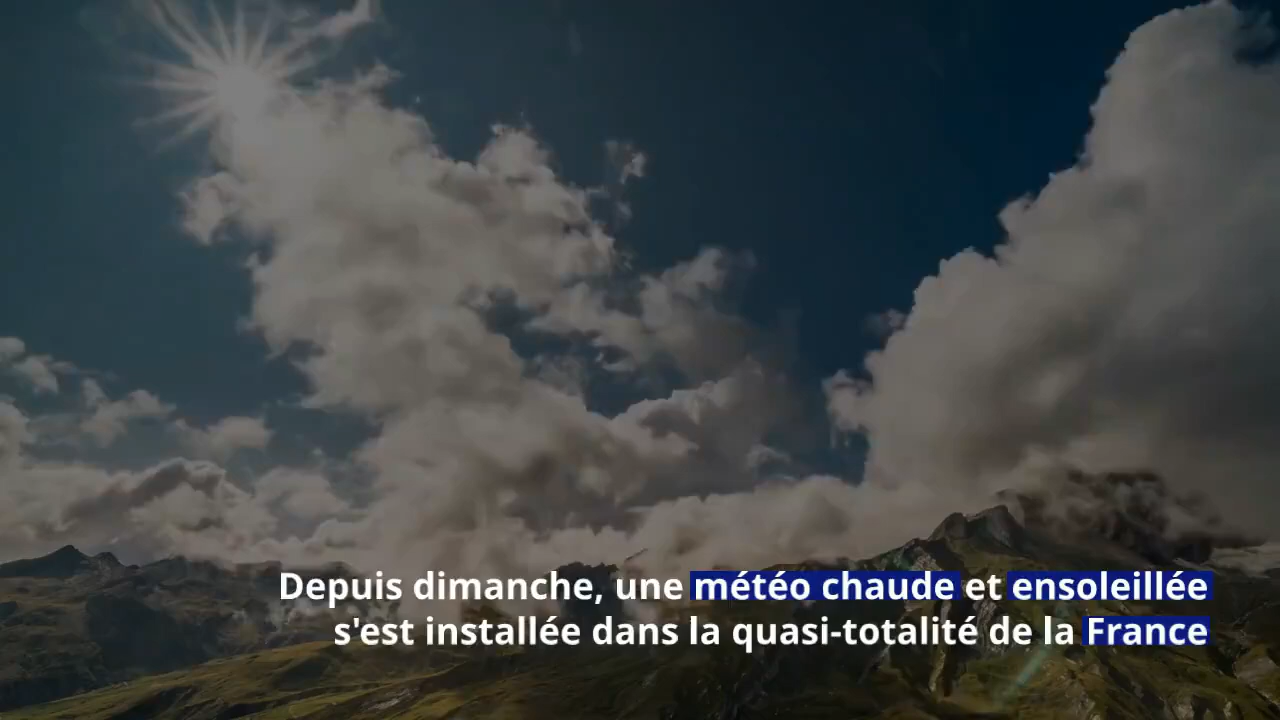 Depuis dimanche, une météo chaude et ensoleillée
s'est installée dans la quasi-totalité de la France